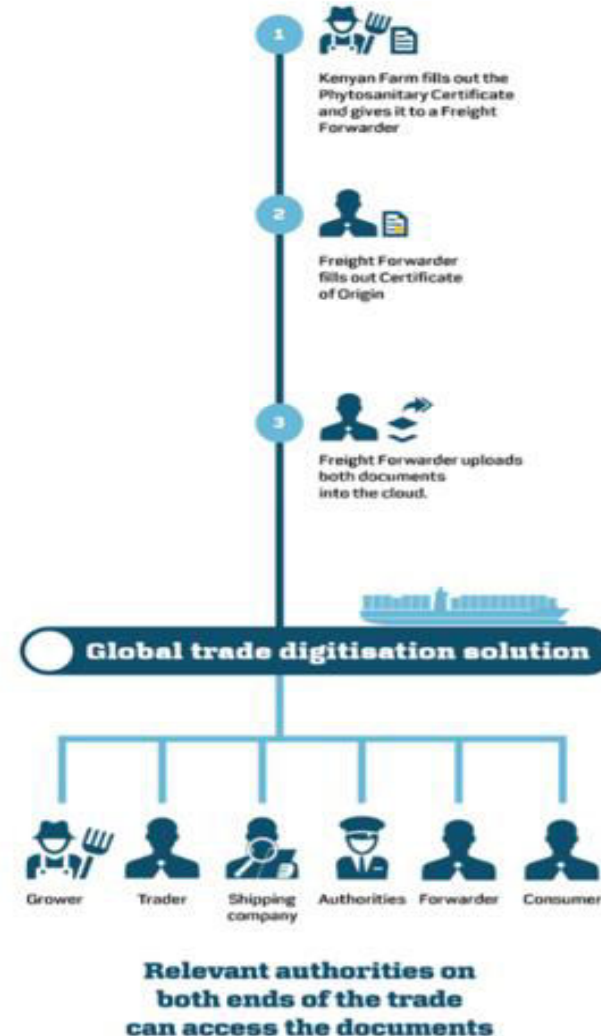 1
Kenyan Farm fills out the
Phytosanitary Certificate
and gives it to a Freight
Forwarder
2
Freight Forwarder
fills out Certificate
of Origin
3
Freight Forwarder uploads
both documents
into the cloud.
Global trade digitisation solution
Grower
Trader
Shipping
company
Authorities
Forwarder
Consumer
Relevant authorities on
both ends of the trade
can access the documents